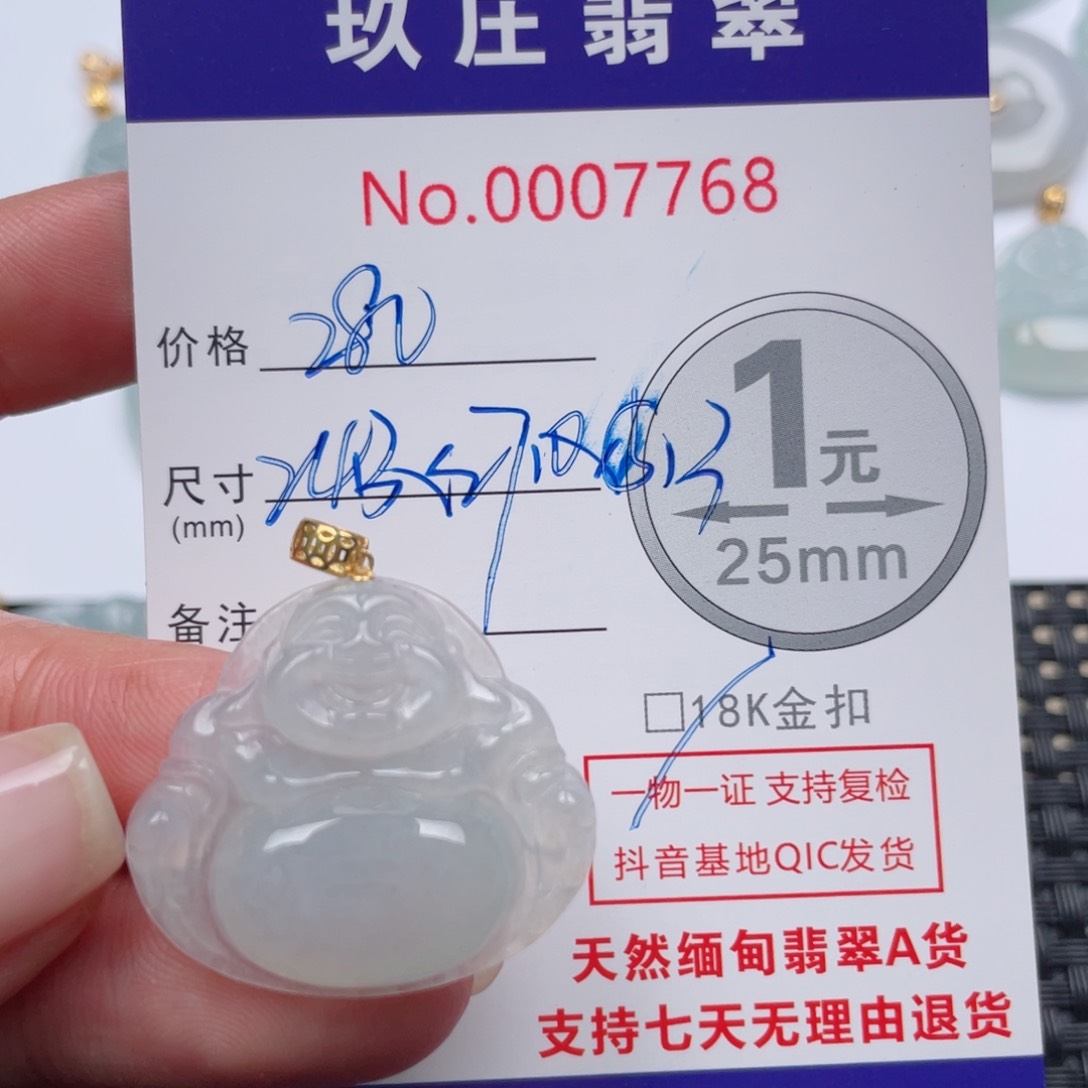 玖庄翡翠
No.0007768
价格 280
尺寸
(mm)
备注
1元
25mm
□18K金扣
一物一证 支持复检
抖音基地QIC发货
天然缅甸翡翠A货
支持七天无理由退货